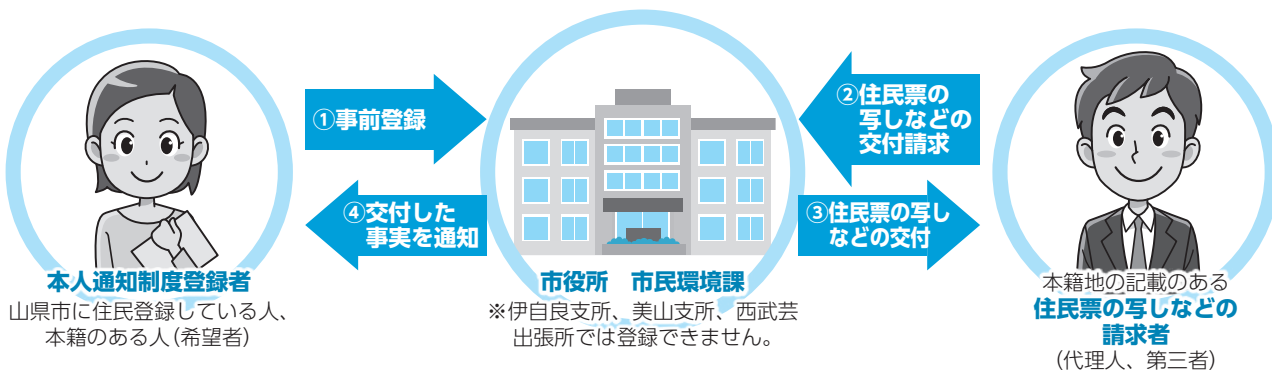 ①事前登録
②住民票の
写しなどの
交付請求
④交付した
事実を通知
③住民票の写し
などの交付
本人通知制度登録者
山県市に住民登録している人、
本籍のある人(希望者)
市役所　市民環境課
※伊自良支所、美山支所、西武芸
出張所では登録できません。
本籍地の記載のある
住民票の写しなどの
請求者
(代理人、第三者)